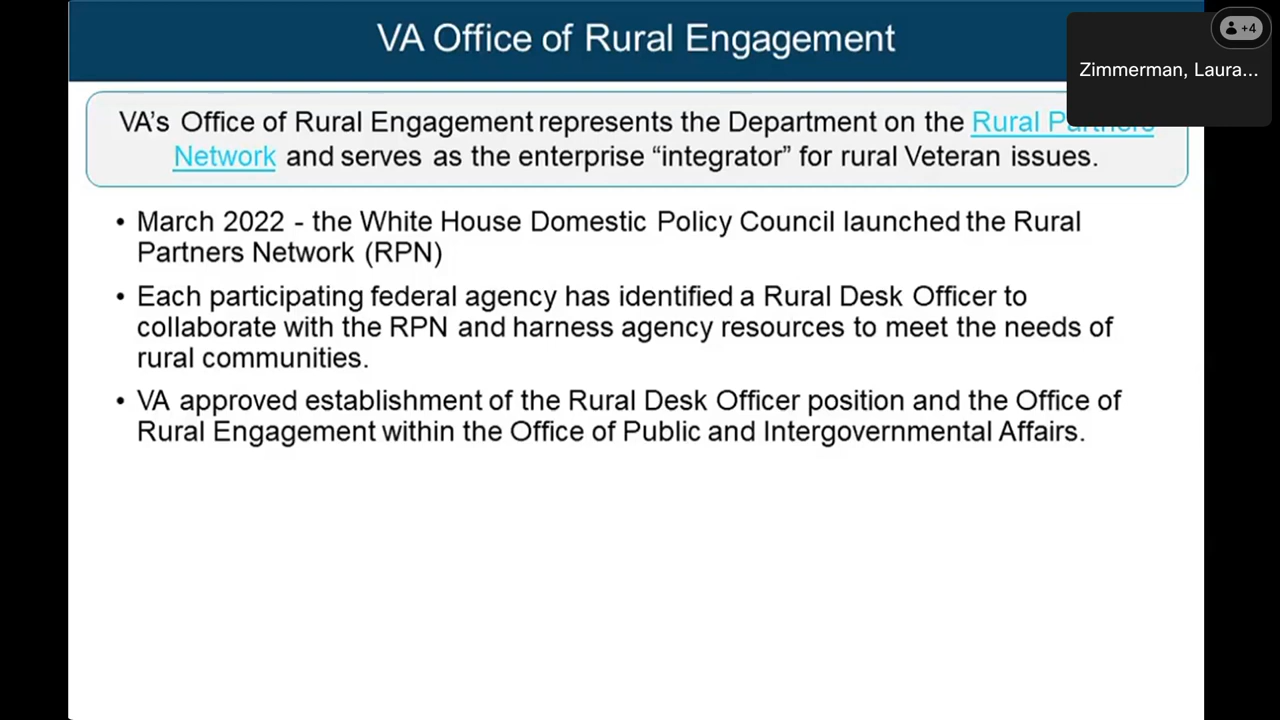 VA Office of Rural Engagement
+4
Zimmerman, Laura...
VA's Office of Rural Engagement represents the Department on the Rural Partners
Network and serves as the enterprise “integrator” for rural Veteran issues.
• March 2022 - the White House Domestic Policy Council launched the Rural
Partners Network (RPN)
• Each participating federal agency has identified a Rural Desk Officer to
collaborate with the RPN and harness agency resources to meet the needs of
rural communities.
• VA approved establishment of the Rural Desk Officer position and the Office of
Rural Engagement within the Office of Public and Intergovernmental Affairs.